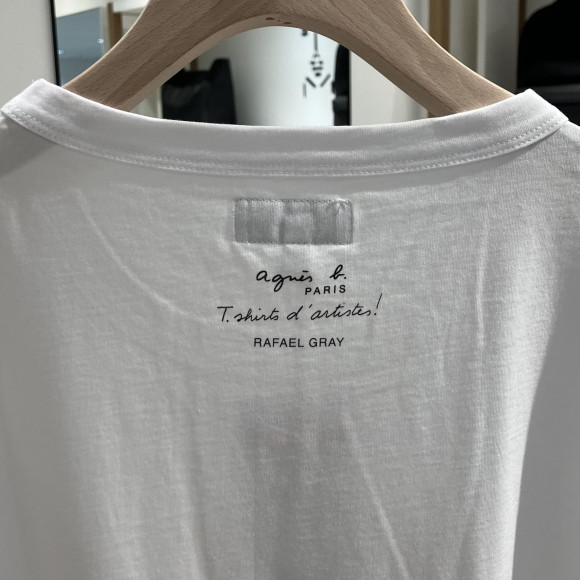 agnès b.
PARIS
T.shirts d'artistes!
RAFAEL GRAY